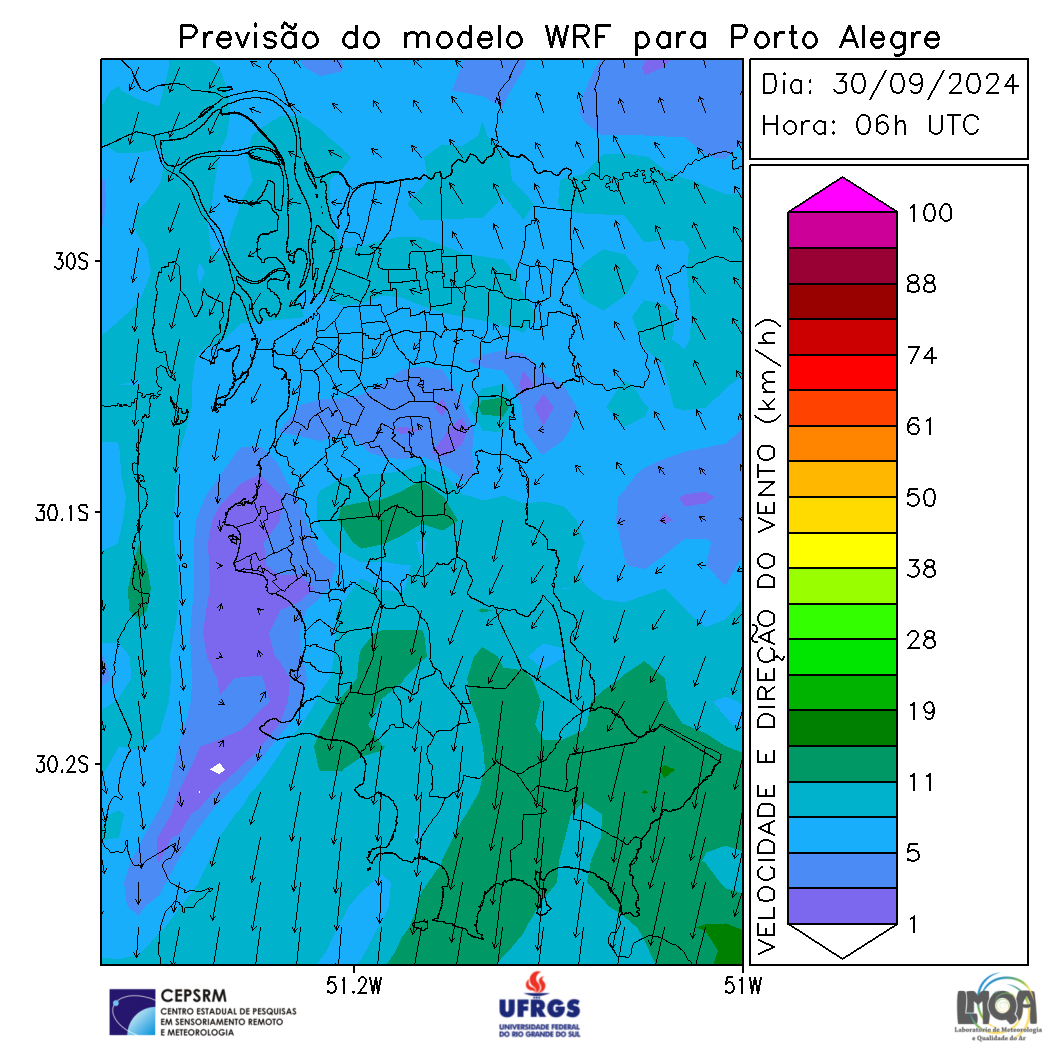 Previsão do modelo WRF para Porto Alegre
Dia: 30/09/2024
Hora: 06h UTC
30S
30.1S
30.2S
51.2W
51W
VELOCIDADE E DIREÇÃO DO VENTO (km/h)
100
88
74
61
50
38
28
19
11
5
1
CEPSRM
CENTRO ESTADUAL DE PESQUISAS
EM SENSORIAMENTO REMOTO
E METEOROLOGIA
UFRGS
UNIVERSIDADE FEDERAL
DO RIO GRANDE DO SUL
LMQA
Laboratório de Meteorologia
e Qualidade do Ar